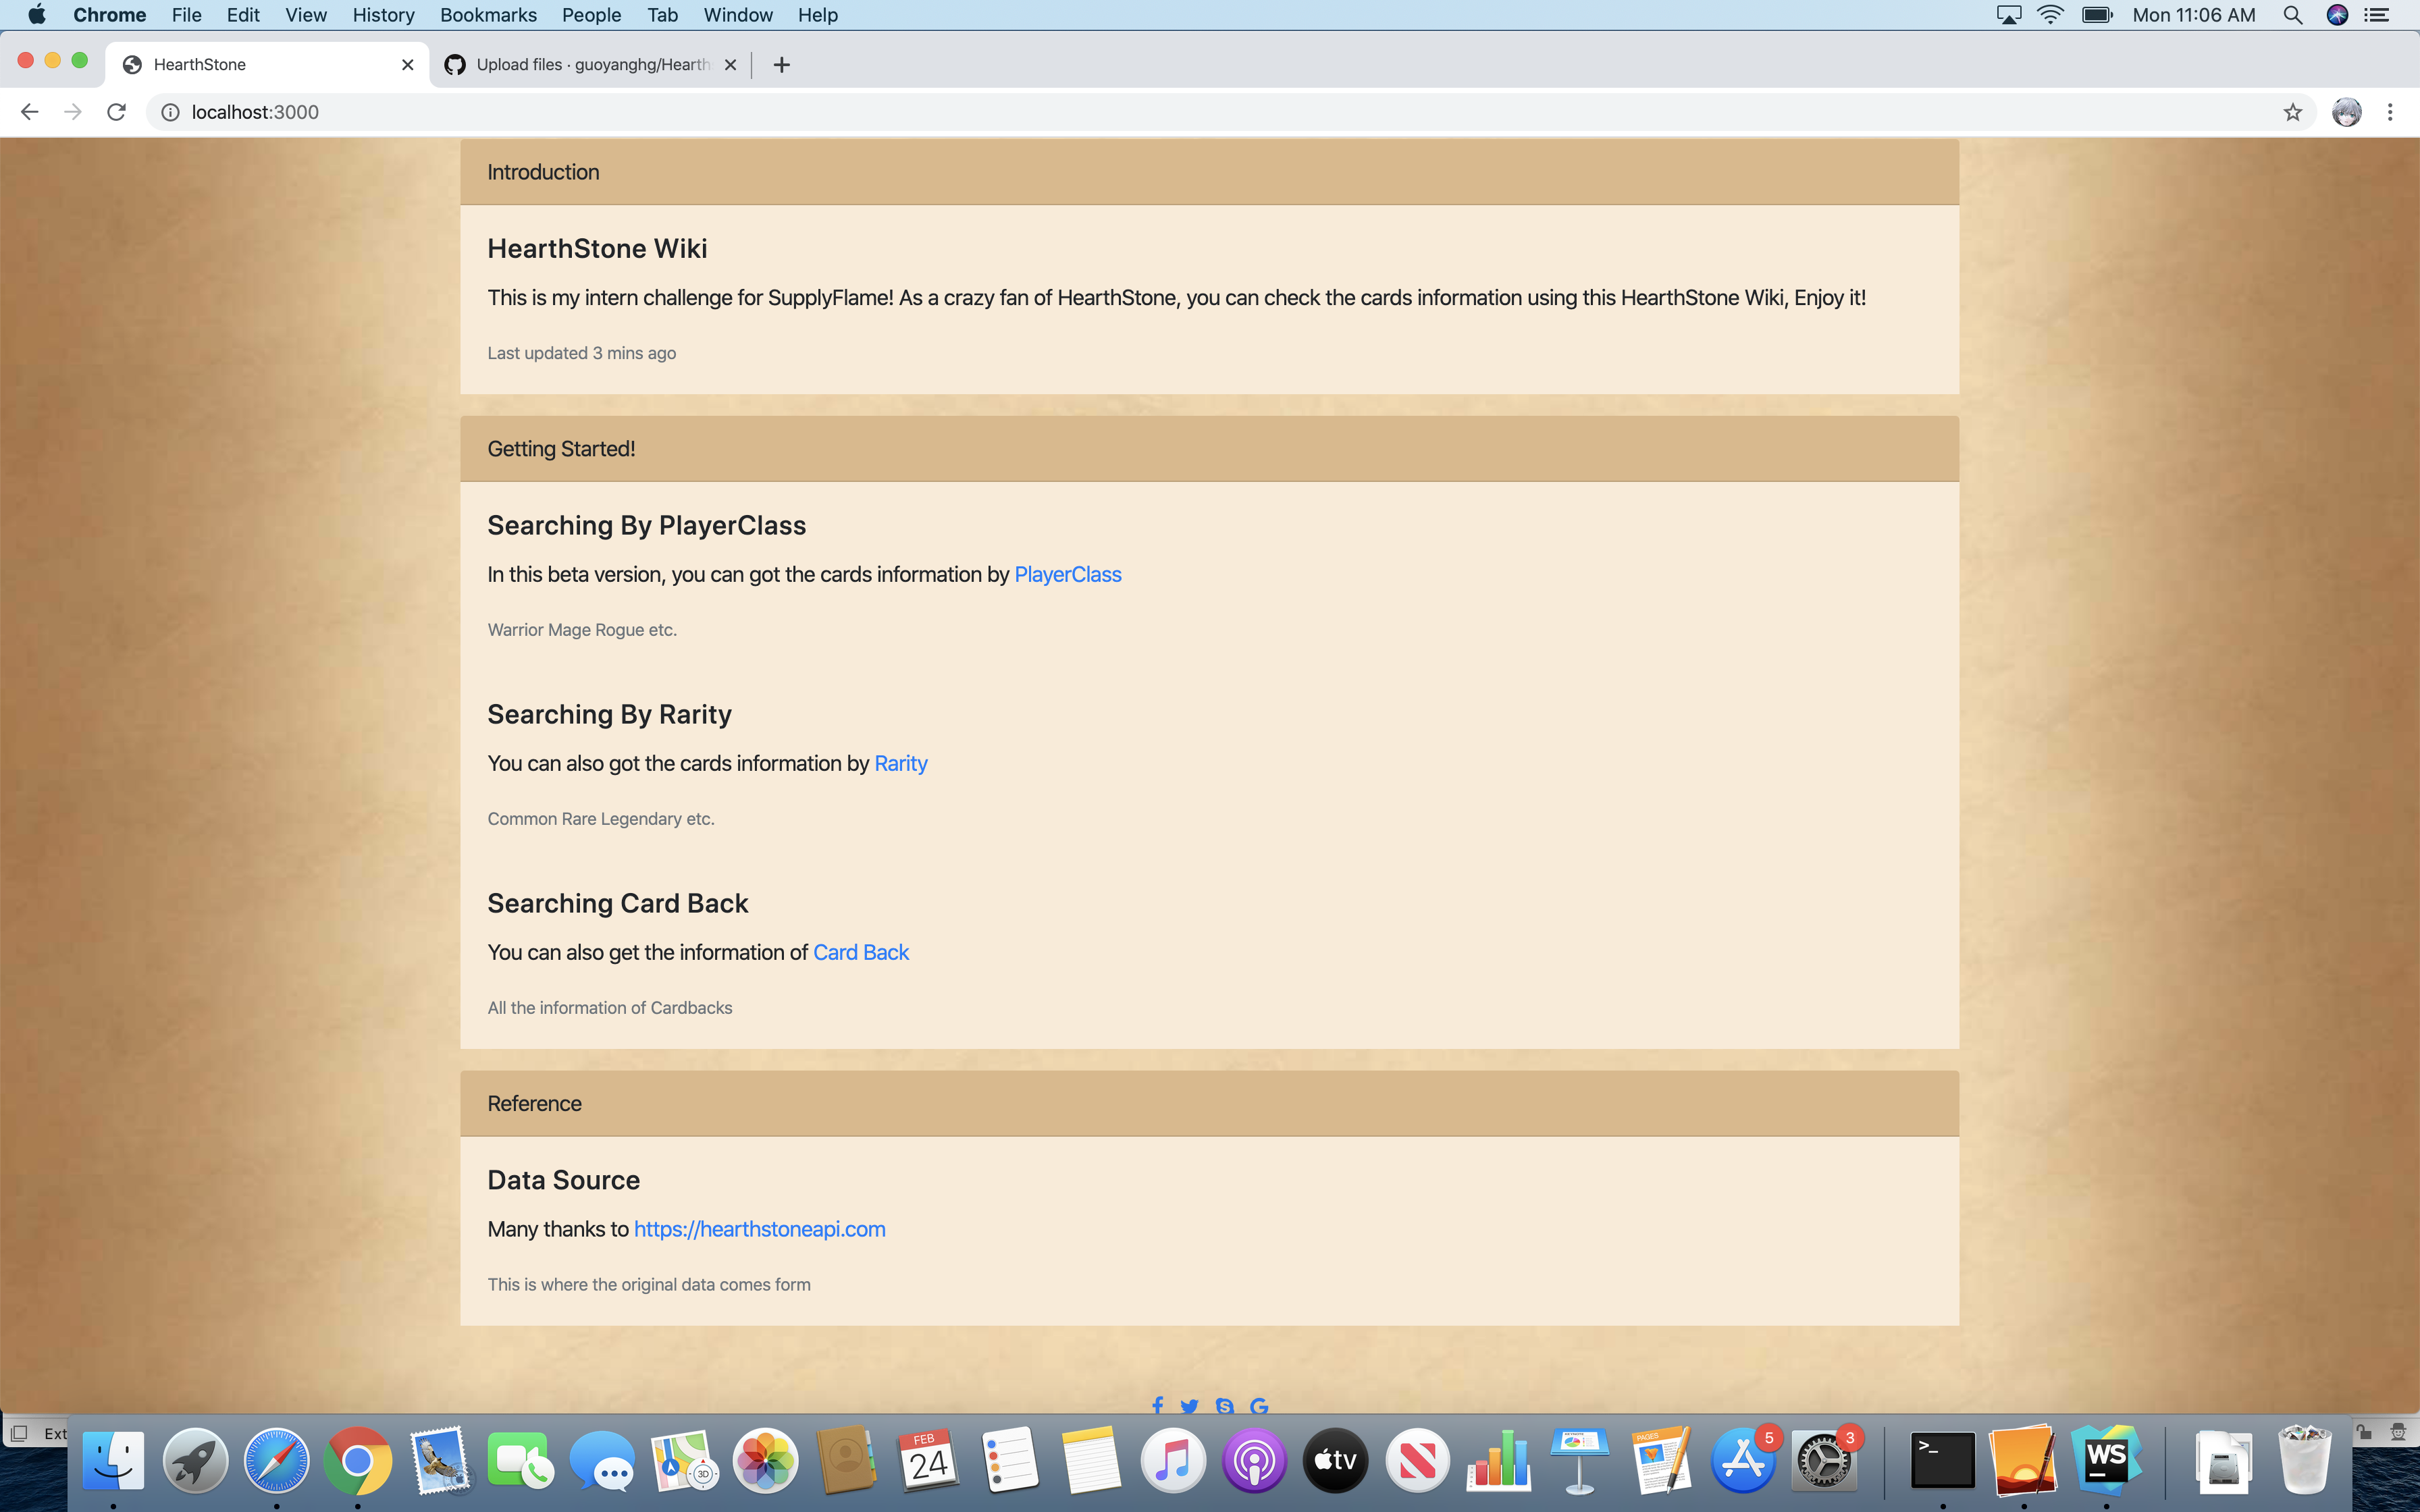 Chrome File Edit View History Bookmarks People Tab Window Help Mon 11:06 AM
HearthStone Upload files · guoyanghg/Hearth
localhost:3000
Introduction
HearthStone Wiki
This is my intern challenge for SupplyFlame! As a crazy fan of HearthStone, you can check the cards information using this HearthStone Wiki, Enjoy it!
Last updated 3 mins ago
Getting Started!
Searching By PlayerClass
In this beta version, you can got the cards information by PlayerClass
Warrior Mage Rogue etc.
Searching By Rarity
You can also got the cards information by Rarity
Common Rare Legendary etc.
Searching Card Back
You can also get the information of Card Back
All the information of Cardbacks
Reference
Data Source
Many thanks to https://hearthstoneapi.com
This is where the original data comes form
Ext
FEB
24
3D
tv
PAGES
5
3
>_
WS